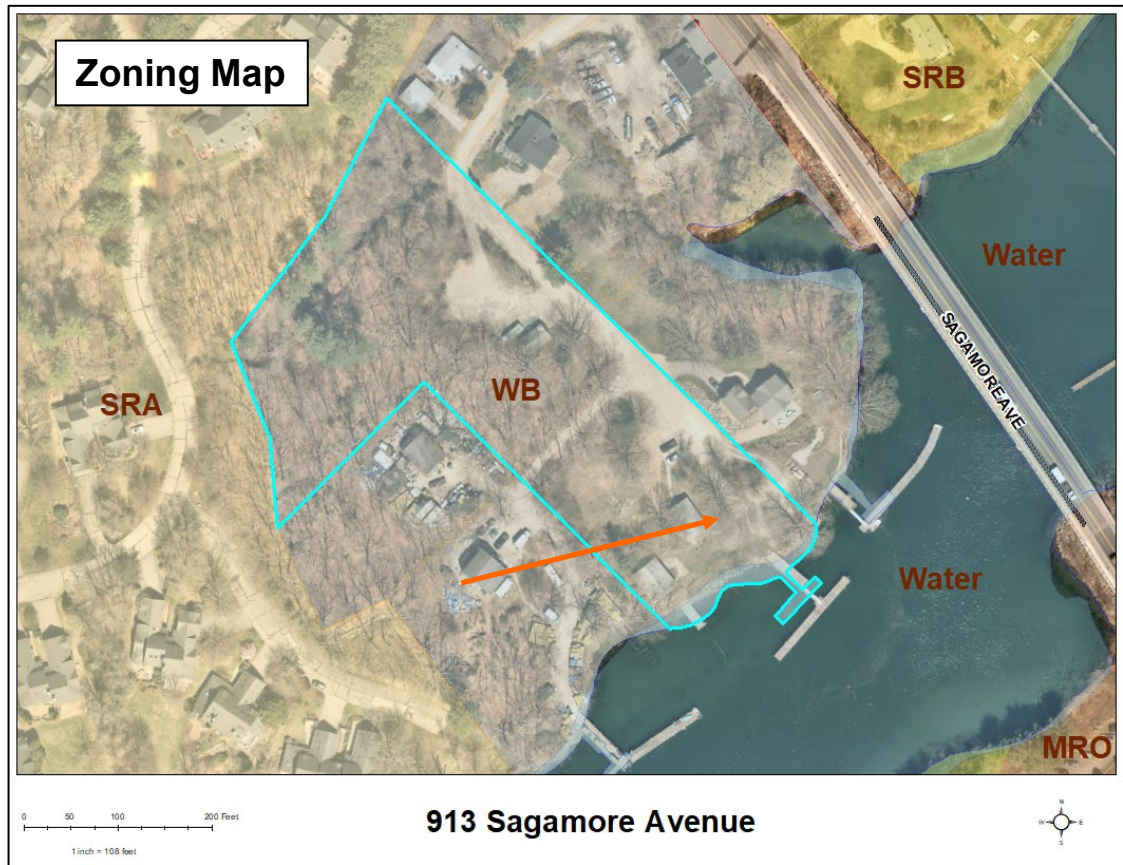 Zoning Map
SRB
Water
SAGAMORE AVE
WB
SRA
Water
MRO
0 50 100 200 Feet
1 inch = 108 feet
913 Sagamore Avenue
N
W E
S